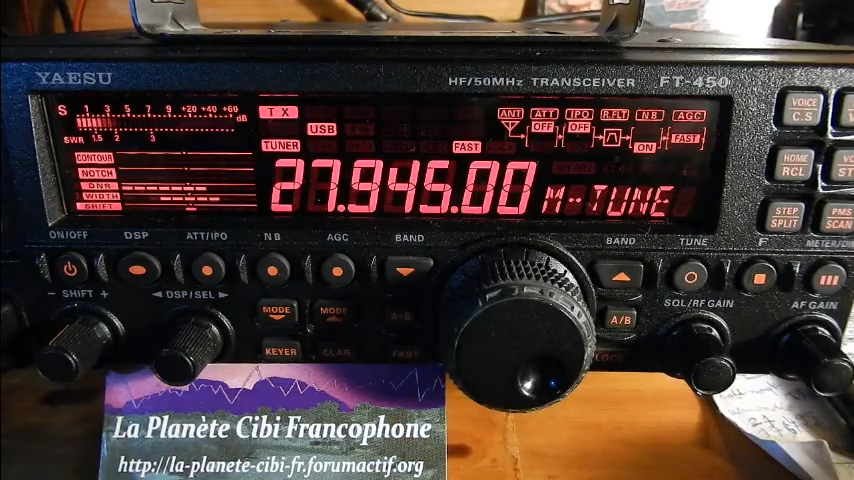 YAESU
HF/50MHz TRANSCEIVER FT-450
S 1 3 5 7 9 +20 +40 +60 dB
SWR 1.5 2 3
TX
USB
TUNER
FAST
ANT ATT IPO R.FLT NB AGC
OFF OFF ON FAST
CONTOUR
NOTCH
DNR
WIDTH
SHIFT
27.945.00 M-TUNE
VOICE C.S
HOME RCL
STEP SPLIT
PMS SCAN
ON/OFF DSP ATT/IPO NB AGC BAND
BAND TUNE F METER/DIM
- SHIFT + ◄DSP/SEL►
MODE MODE A=B
A/B
SQL/RF GAIN AF GAIN
KEYER CLAR FAST
LOCK
La Planète Cibi Francophone
http://la-planete-cibi-fr.forumactif.org